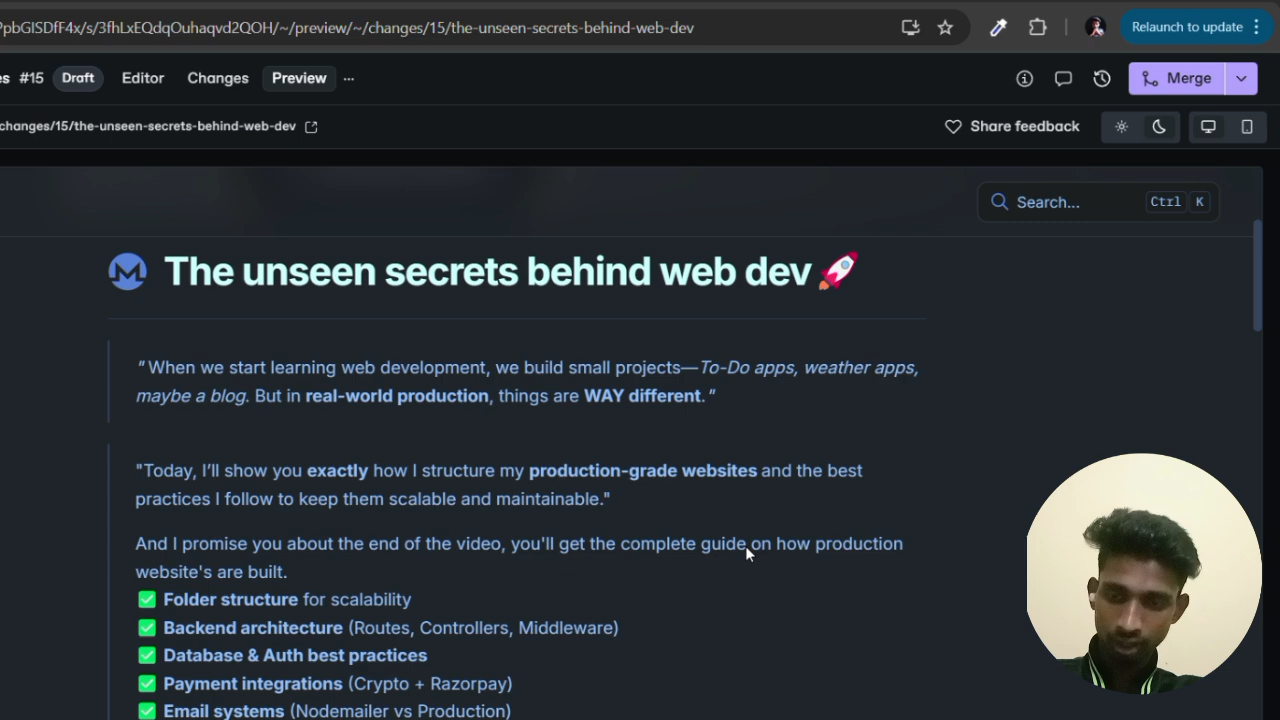 PpbGISDfF4x/s/3fhLxEQdqOuhaqvd2QOH/~/preview/~/changes/15/the-unseen-secrets-behind-web-dev
Relaunch to update
#15 Draft Editor Changes Preview ... Merge
changes/15/the-unseen-secrets-behind-web-dev Share feedback
Search... Ctrl K
The unseen secrets behind web dev🚀
"When we start learning web development, we build small projects—To-Do apps, weather apps,
maybe a blog. But in real-world production, things are WAY different."
"Today, I'll show you exactly how I structure my production-grade websites and the best
practices I follow to keep them scalable and maintainable."
And I promise you about the end of the video, you'll get the complete guide on how production
website's are built.
✅ Folder structure for scalability
✅ Backend architecture (Routes, Controllers, Middleware)
✅ Database & Auth best practices
✅ Payment integrations (Crypto + Razorpay)
✅ Email systems (Nodemailer vs Production)